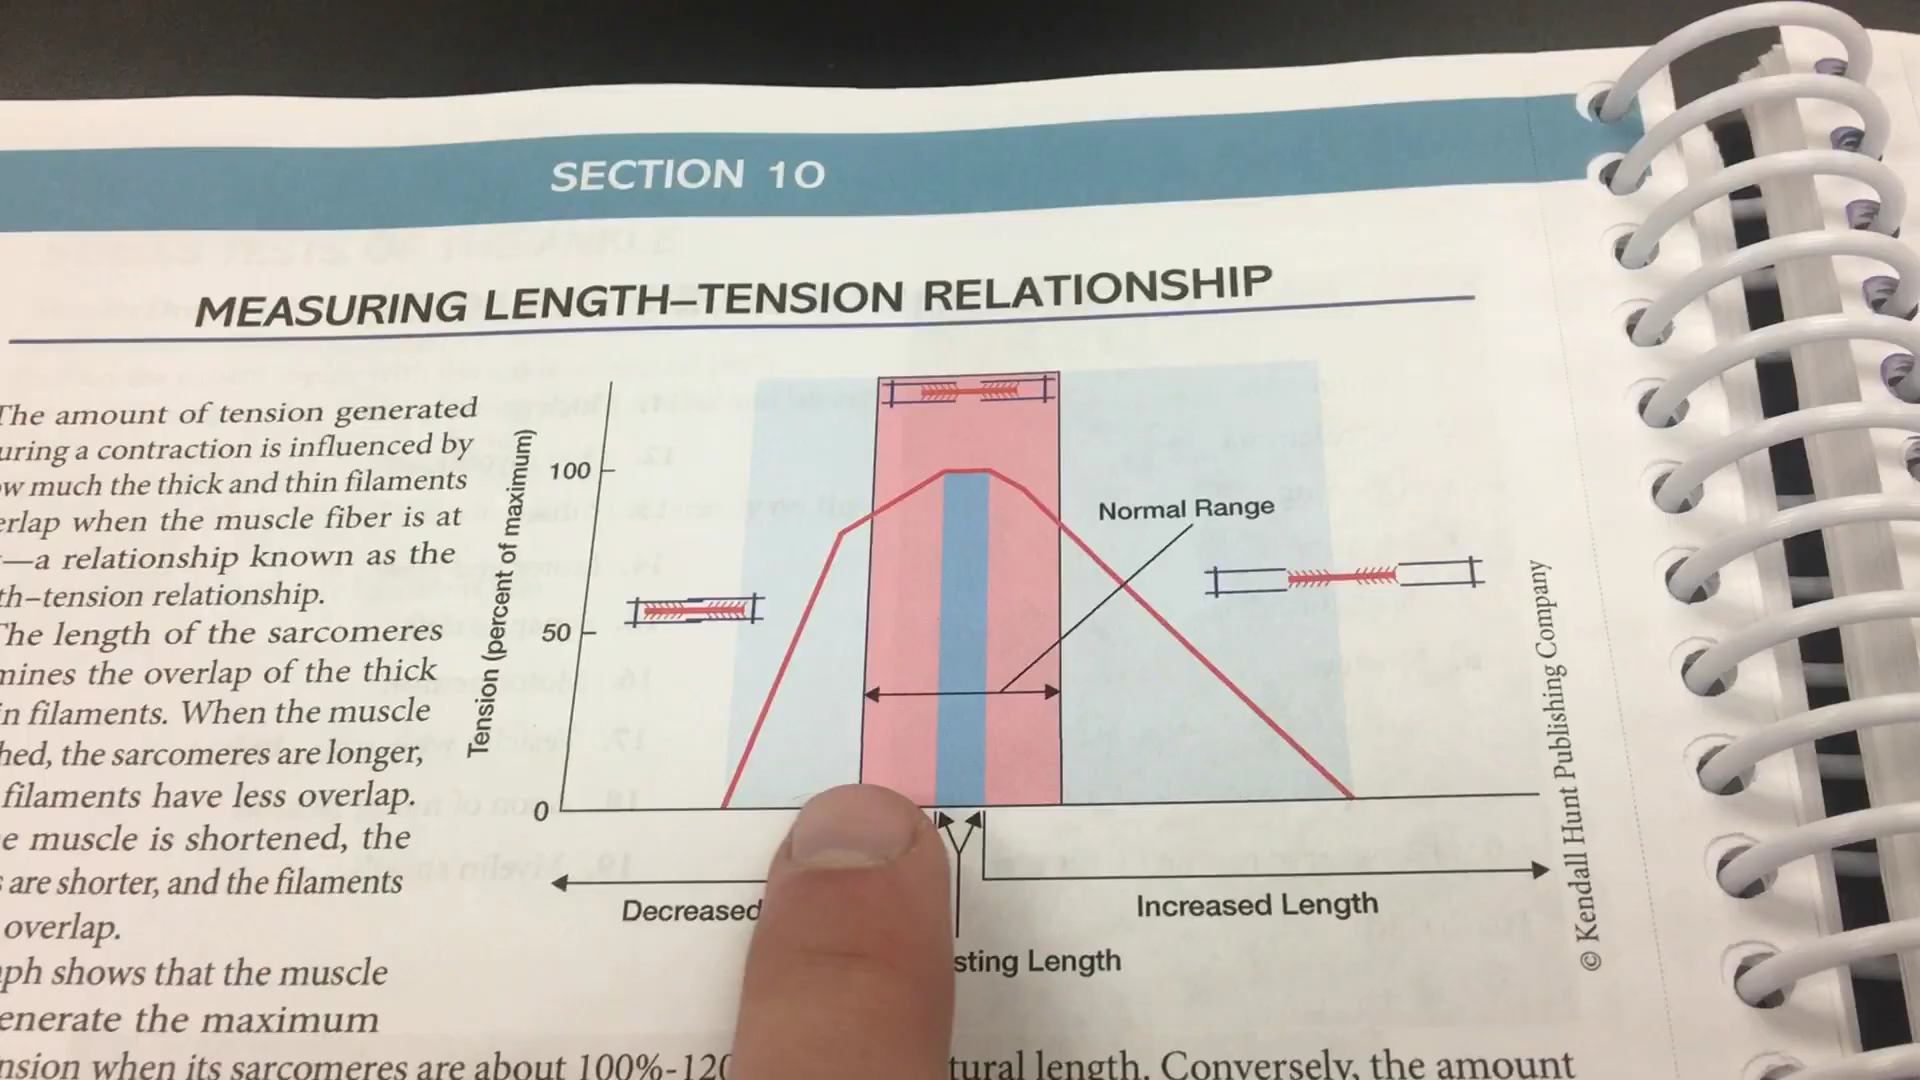 SECTION 10
MEASURING LENGTH–TENSION RELATIONSHIP
The amount of tension generated
uring a contraction is influenced by
ow much the thick and thin filaments
erlap when the muscle fiber is at
—a relationship known as the
th–tension relationship.
The length of the sarcomeres
mines the overlap of the thick
in filaments. When the muscle
hed, the sarcomeres are longer,
filaments have less overlap.
e muscle is shortened, the
are shorter, and the filaments
overlap.
ph shows that the muscle
enerate the maximum
nsion when its sarcomeres are about 100%-120 tural length. Conversely, the amount
Tension (percent of maximum)
100
50
0
Normal Range
Decreased
Increased Length
sting Length
© Kendall Hunt Publishing Company